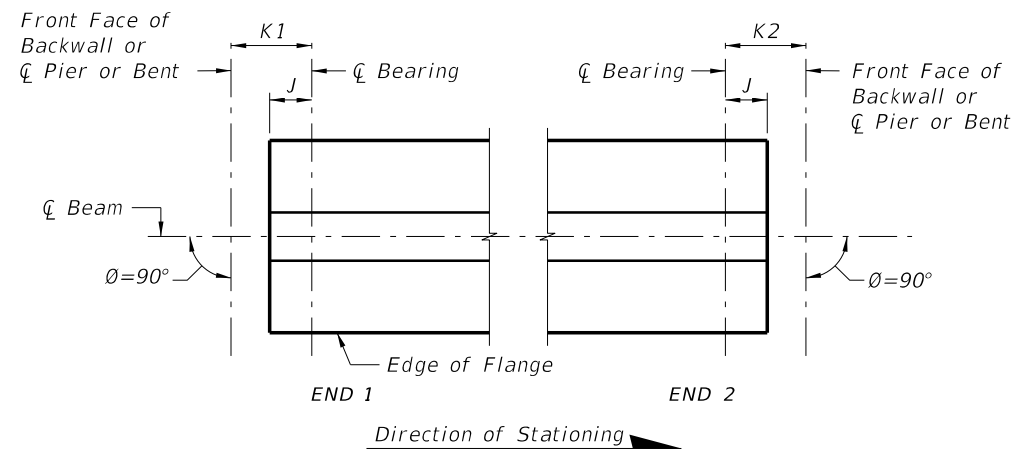 Front Face of
Backwall or
℄ Pier or Bent
K1
℄ Bearing
J
K2
℄ Bearing
J
Front Face of
Backwall or
℄ Pier or Bent
℄ Beam
Ø=90°
Ø=90°
Edge of Flange
END 1
END 2
Direction of Stationing